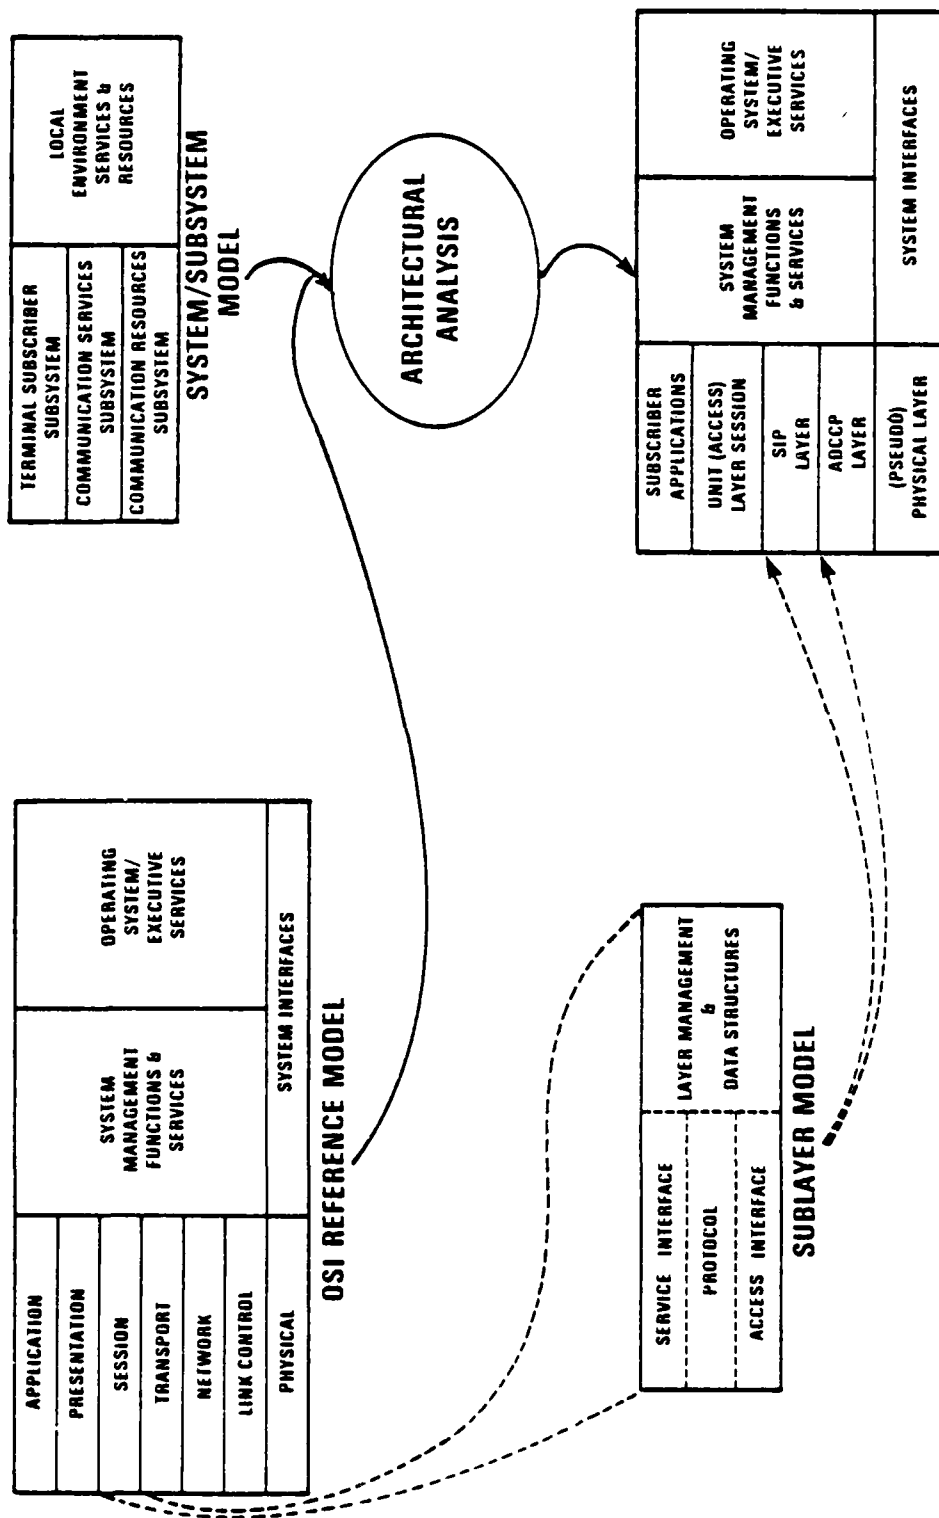 APPLICATION
PRESENTATION
SESSION
TRANSPORT
NETWORK
LINK CONTROL
PHYSICAL
SYSTEM
MANAGEMENT
FUNCTIONS &
SERVICES
OPERATING
SYSTEM/
EXECUTIVE
SERVICES
SYSTEM INTERFACES
OSI REFERENCE MODEL
TERMINAL SUBSCRIBER
SUBSYSTEM
COMMUNICATION SERVICES
SUBSYSTEM
COMMUNICATION RESOURCES
SUBSYSTEM
LOCAL
ENVIRONMENT
SERVICES &
RESOURCES
SYSTEM/SUBSYSTEM
MODEL
ARCHITECTURAL
ANALYSIS
SERVICE INTERFACE
PROTOCOL
ACCESS INTERFACE
LAYER MANAGEMENT
&
DATA STRUCTURES
SUBLAYER MODEL
SUBSCRIBER
APPLICATIONS
UNIT (ACCESS)
LAYER SESSION
SIP
LAYER
ADCCP
LAYER
(PSEUDO)
PHYSICAL LAYER
SYSTEM
MANAGEMENT
FUNCTIONS
& SERVICES
OPERATING
SYSTEM/
EXECUTIVE
SERVICES
SYSTEM INTERFACES